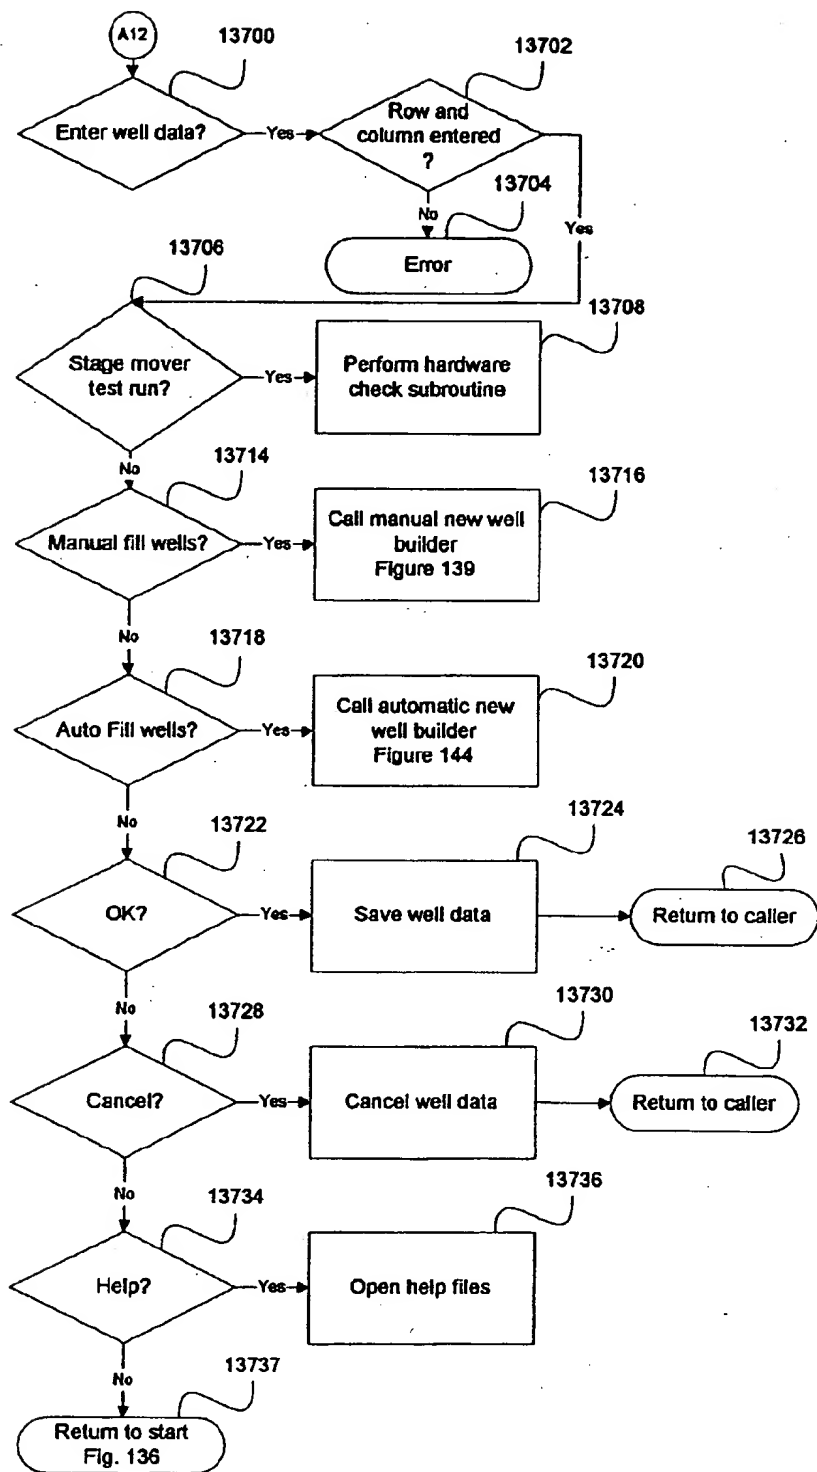 A12
13700
13702
Enter well data?
Yes
Row and
column entered
?
No
13704
Yes
Error
13706
13708
Stage mover
test run?
Yes
Perform hardware
check subroutine
No
13714
13716
Manual fill wells?
Yes
Call manual new well
builder
Figure 139
No
13718
13720
Auto Fill wells?
Yes
Call automatic new
well builder
Figure 144
No
13722
13724
13726
OK?
Yes
Save well data
Return to caller
No
13728
13730
13732
Cancel?
Yes
Cancel well data
Return to caller
No
13734
13736
Help?
Yes
Open help files
No
13737
Return to start
Fig. 136